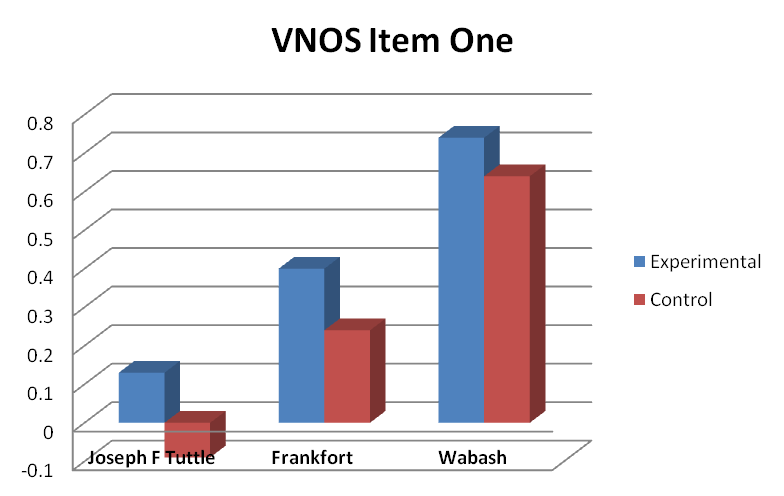 VNOS Item One
0.8
0.7
0.6
0.5
0.4
0.3
0.2
0.1
0
-0.1
Joseph F Tuttle
Frankfort
Wabash
Experimental
Control